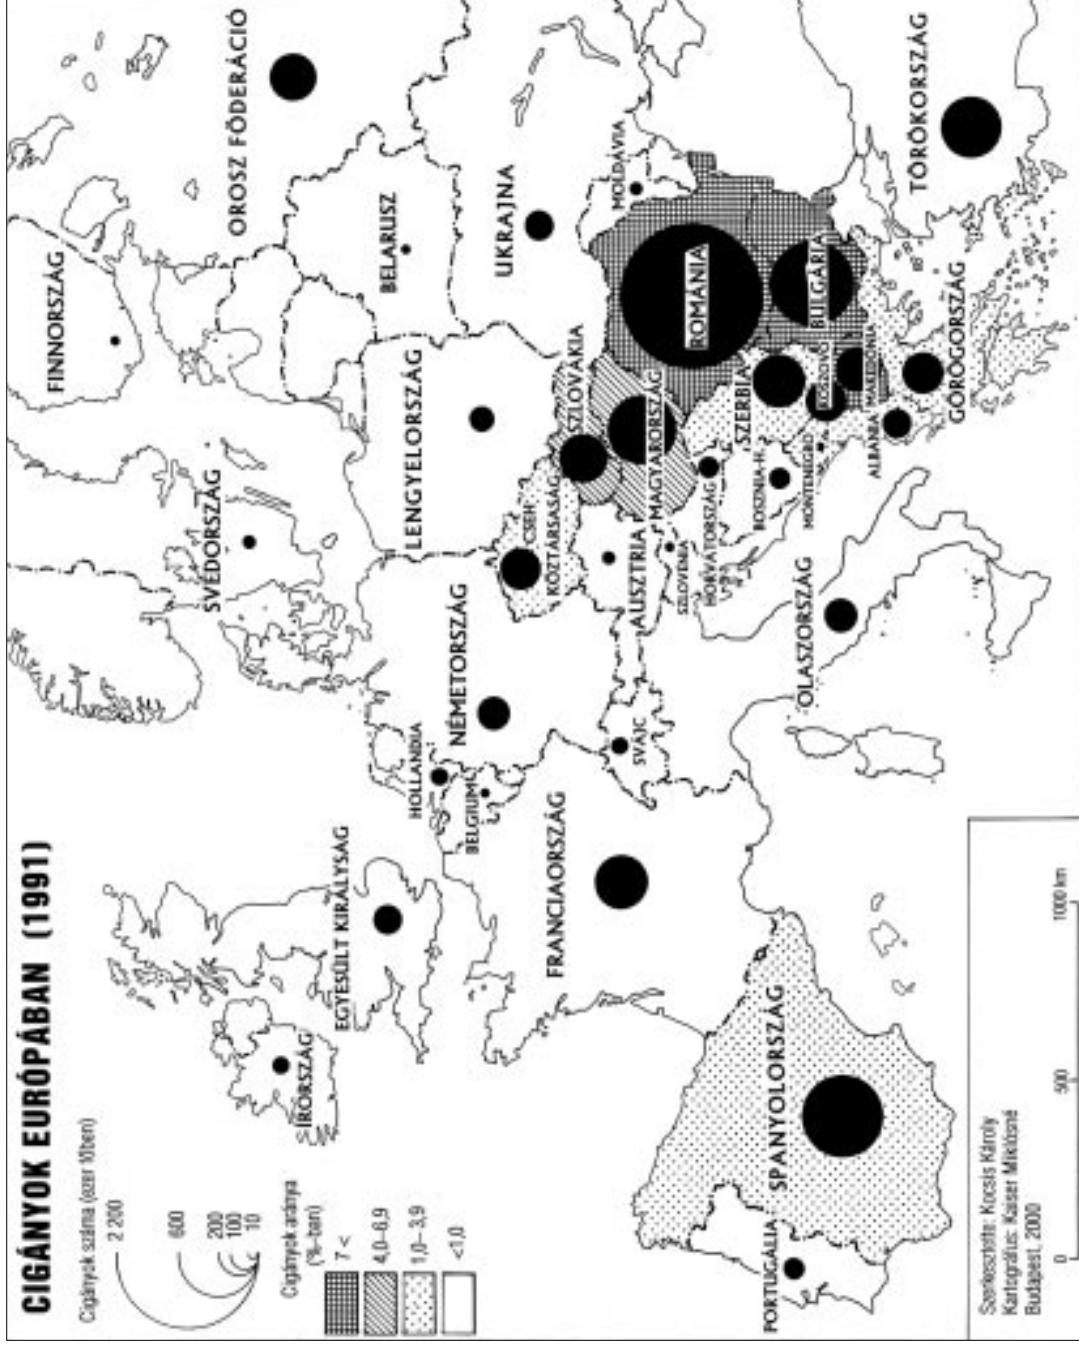 CIGÁNYOK EURÓPÁBAN (1991)
Cigányok száma (ezer főben)
2 200
600
200
100
10
Cigányok aránya
(%-ban)
7 <
4,0–6,9
1,0–3,9
<1,0
FINNORSZÁG
SVÉDORSZÁG
OROSZ FÖDERÁCIÓ
ÍRORSZÁG
EGYESÜLT KIRÁLYSÁG
HOLLANDIA
BELGIUM
NÉMETORSZÁG
LENGYELORSZÁG
BELARUSZ
UKRAJNA
MOLDÁVIA
CSEH
KÖZTÁRSASÁG
SZLOVÁKIA
AUSZTRIA
MAGYARORSZÁG
ROMÁNIA
SVÁJC
FRANCIAORSZÁG
SZLOVÉNIA
HORVÁTORSZÁG
BOSZNIA-H.
SZERBIA
MONTENEGRO
KOSZOVÓ
BULGÁRIA
MAKEDÓNIA
ALBÁNIA
GÖRÖGORSZÁG
TÖRÖKORSZÁG
OLASZORSZÁG
SPANYOLORSZÁG
PORTUGÁLIA
Szerkesztette: Kocsis Károly
Kartográfus: Kaiser Miklósné
Budapest, 2000
0
500
1000 km